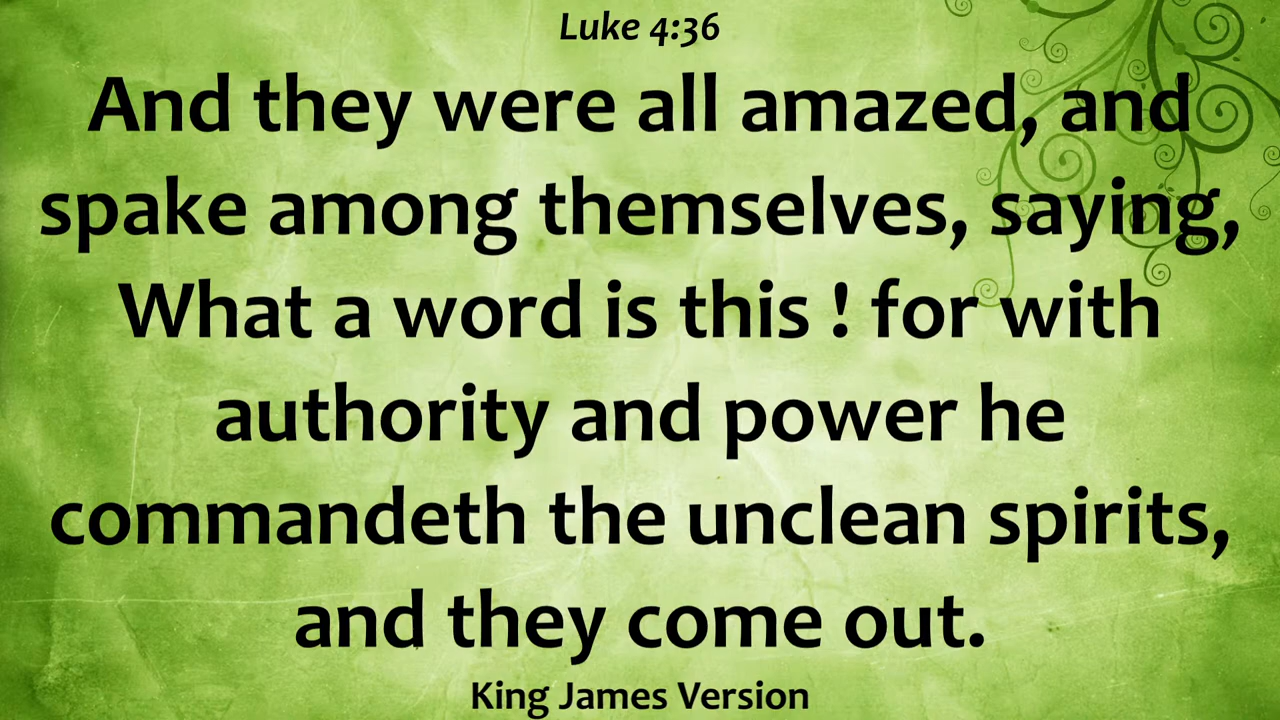 Luke 4:36
And they were all amazed, and
spake among themselves, saying,
What a word is this ! for with
authority and power he
commandeth the unclean spirits,
and they come out.
King James Version